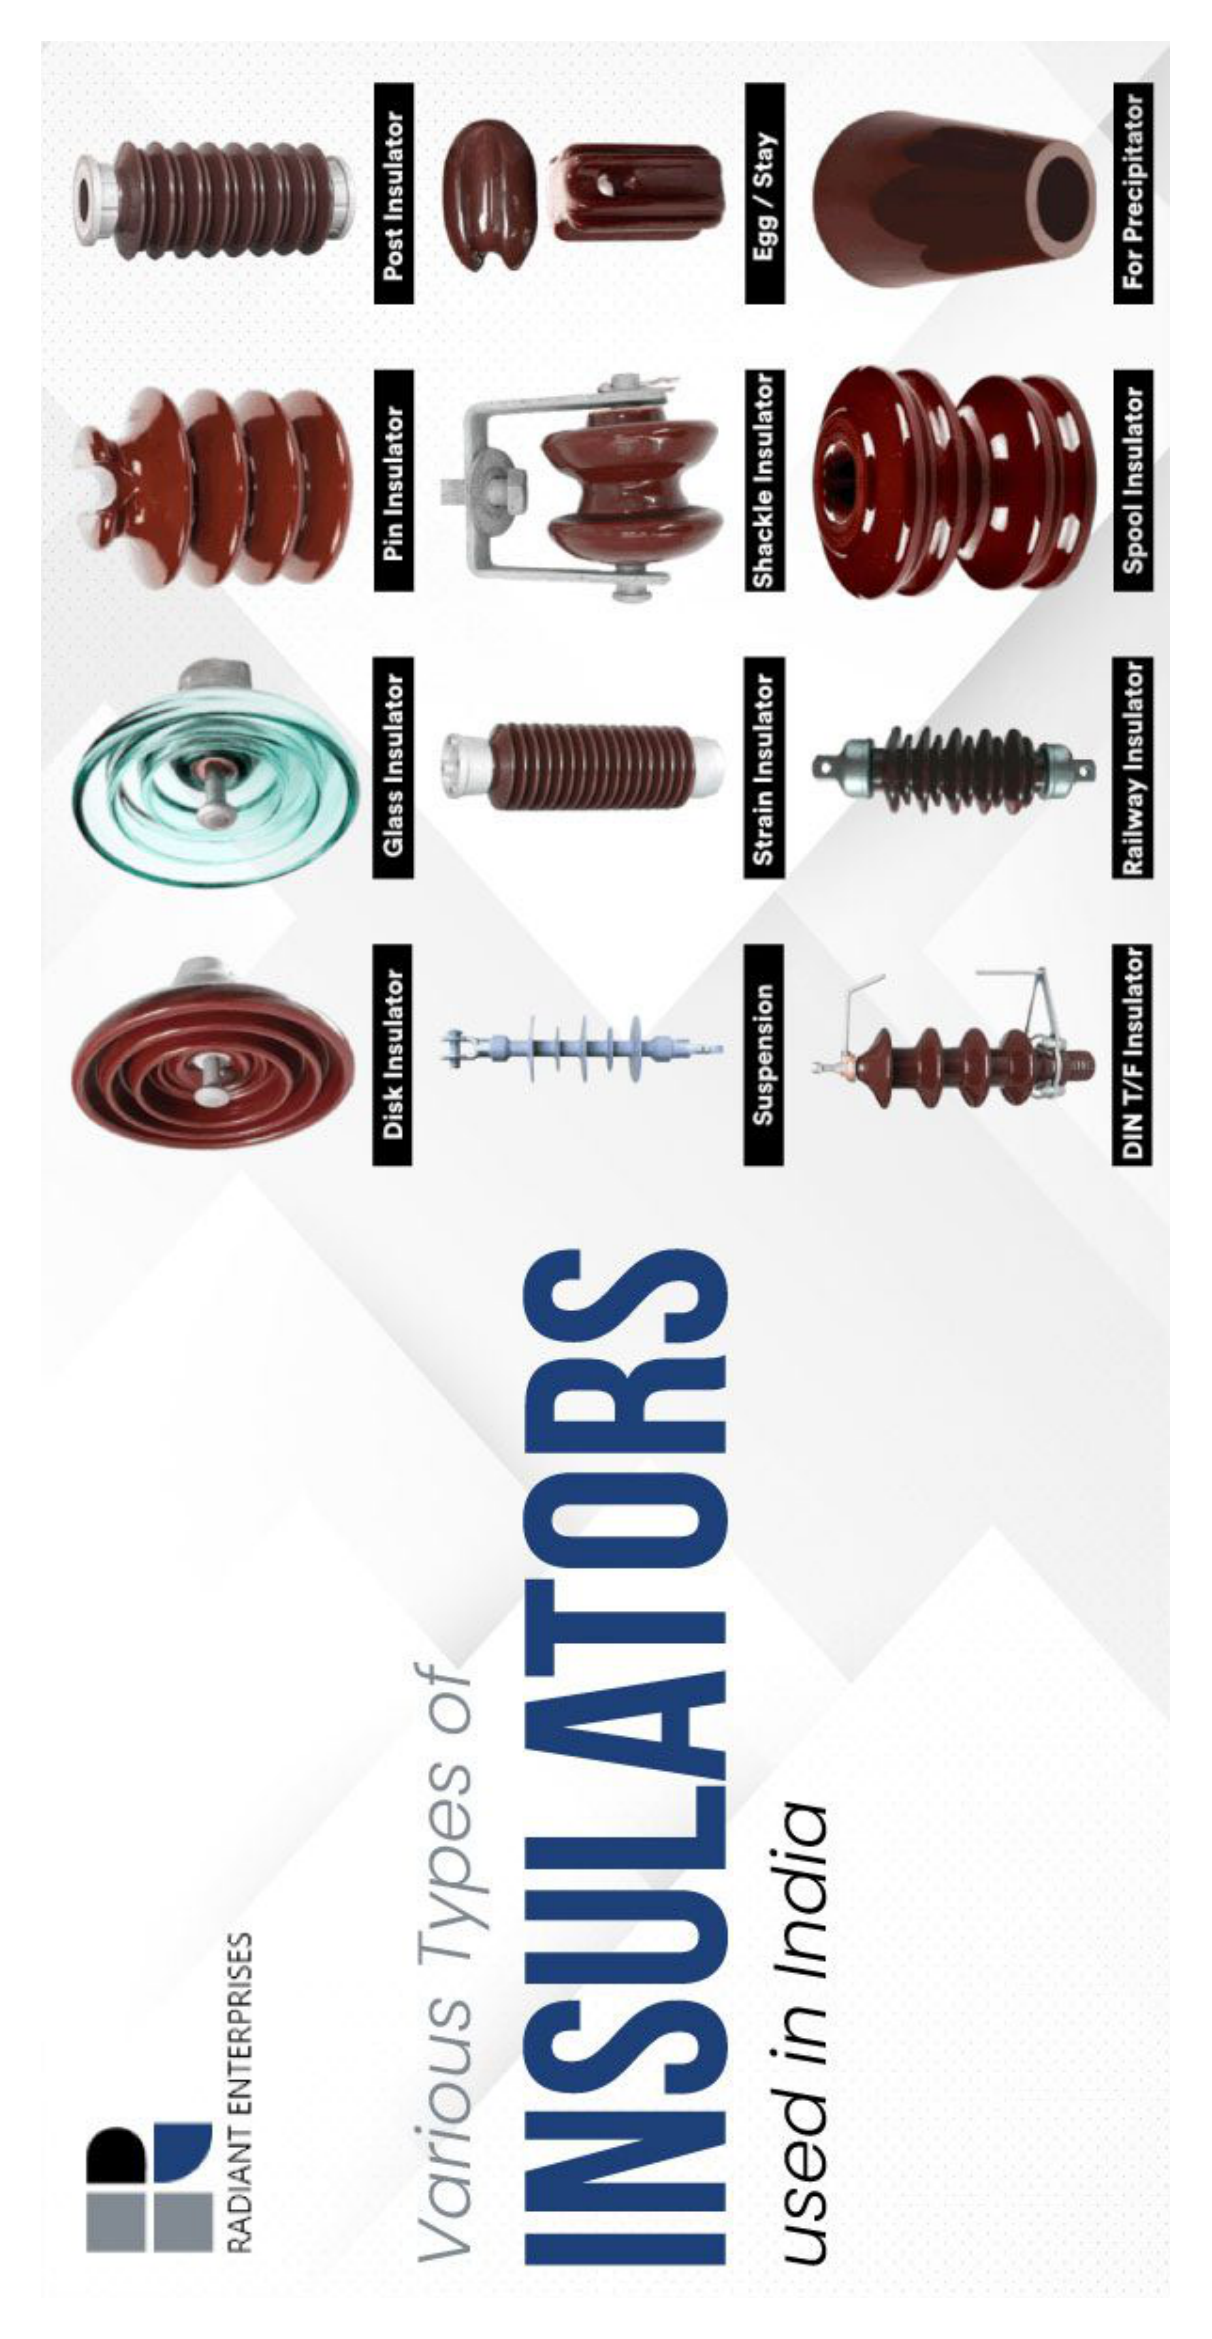 RADIANT ENTERPRISES
Various Types of
INSULATORS
used in India
Disk Insulator
Glass Insulator
Pin Insulator
Post Insulator
Suspension
Strain Insulator
Shackle Insulator
Egg / Stay
DIN T/F Insulator
Railway Insulator
Spool Insulator
For Precipitator